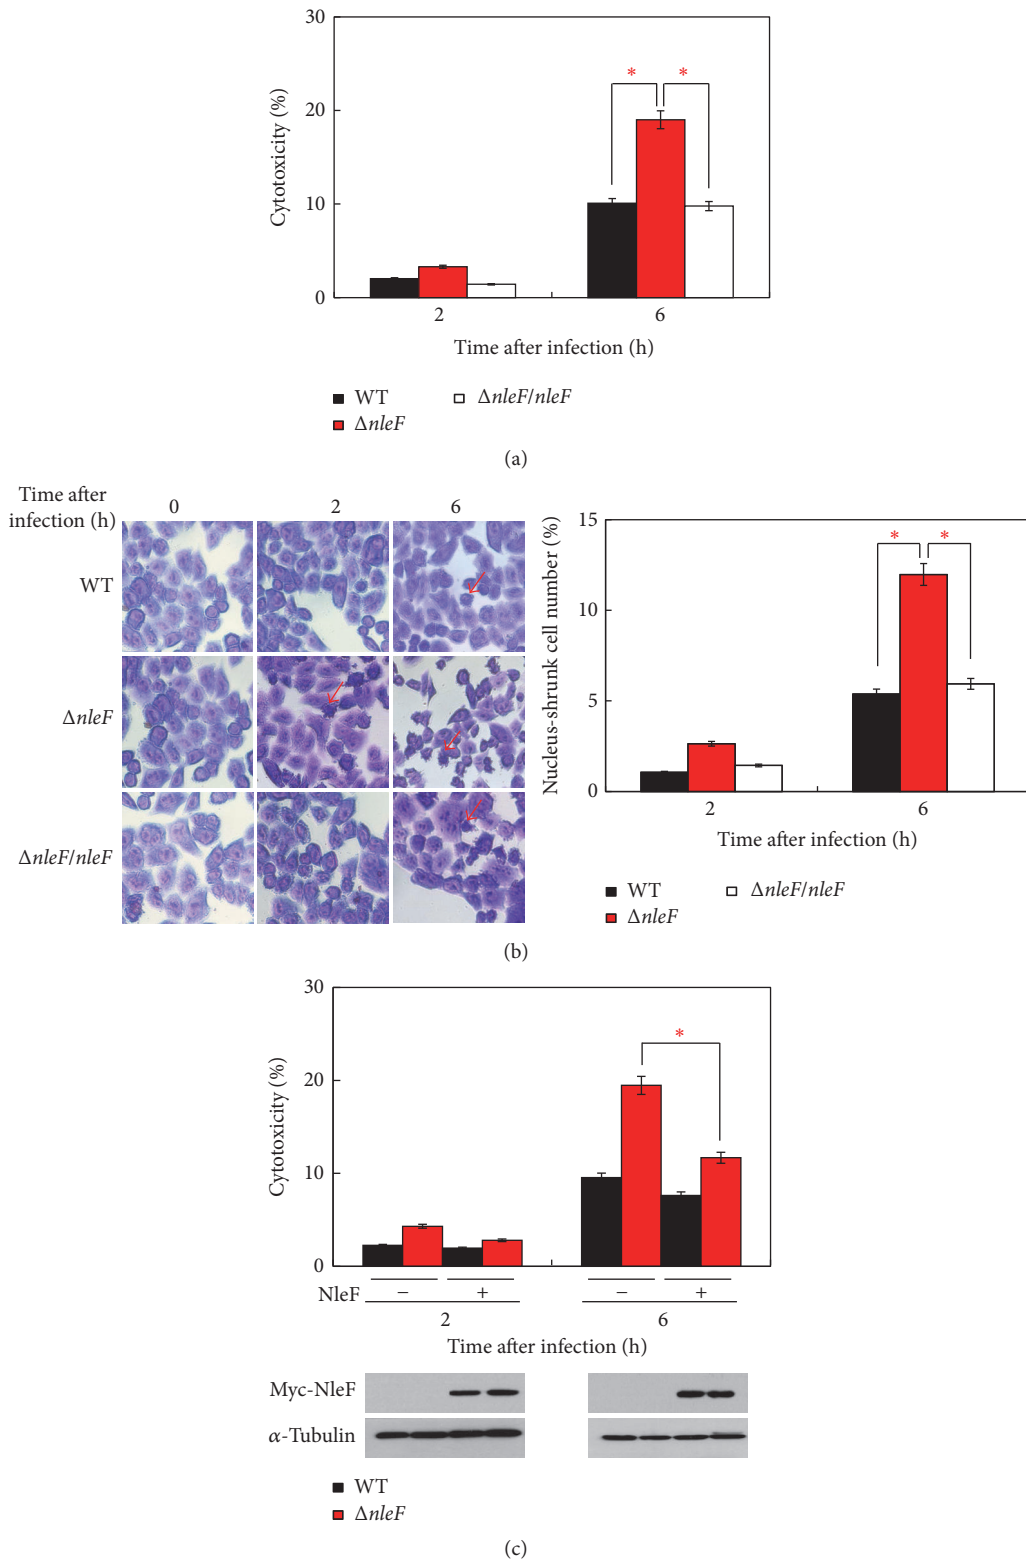 30
20
10
0
Cytotoxicity (%)
* *
2 6
Time after infection (h)
WT ΔnleF/nleF
ΔnleF
(a)
Time after
infection (h)
0 2 6
WT
ΔnleF
ΔnleF/nleF
15
10
5
0
Nucleus-shrunk cell number (%)
* *
2 6
Time after infection (h)
WT ΔnleF/nleF
ΔnleF
(b)
30
20
10
0
Cytotoxicity (%)
*
NleF − + − +
2 6
Time after infection (h)
Myc-NleF
α-Tubulin
WT
ΔnleF
(c)